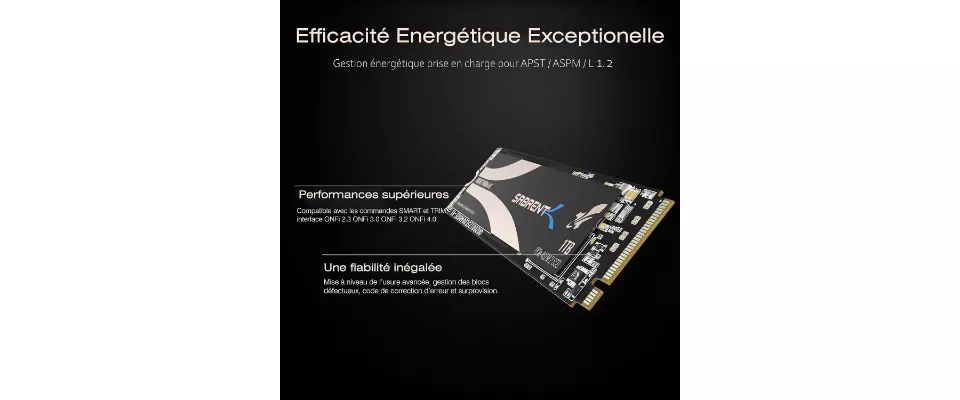 Efficacité Energétique Exceptionelle
Gestion énergétique prise en charge pour APST / ASPM / L 1. 2
Performances supérieures
Compatible avec les commandes SMART et TRIM,
interface ONFi 2.3 ONFi 3.0 ONFi 3.2 ONFi 4.0
SABRENT
1TB
Une fiabilité inégalée
Mise à niveau de l'usure avancée, gestion des blocs
défectuaux, code de correction d'erreur et surprovision.